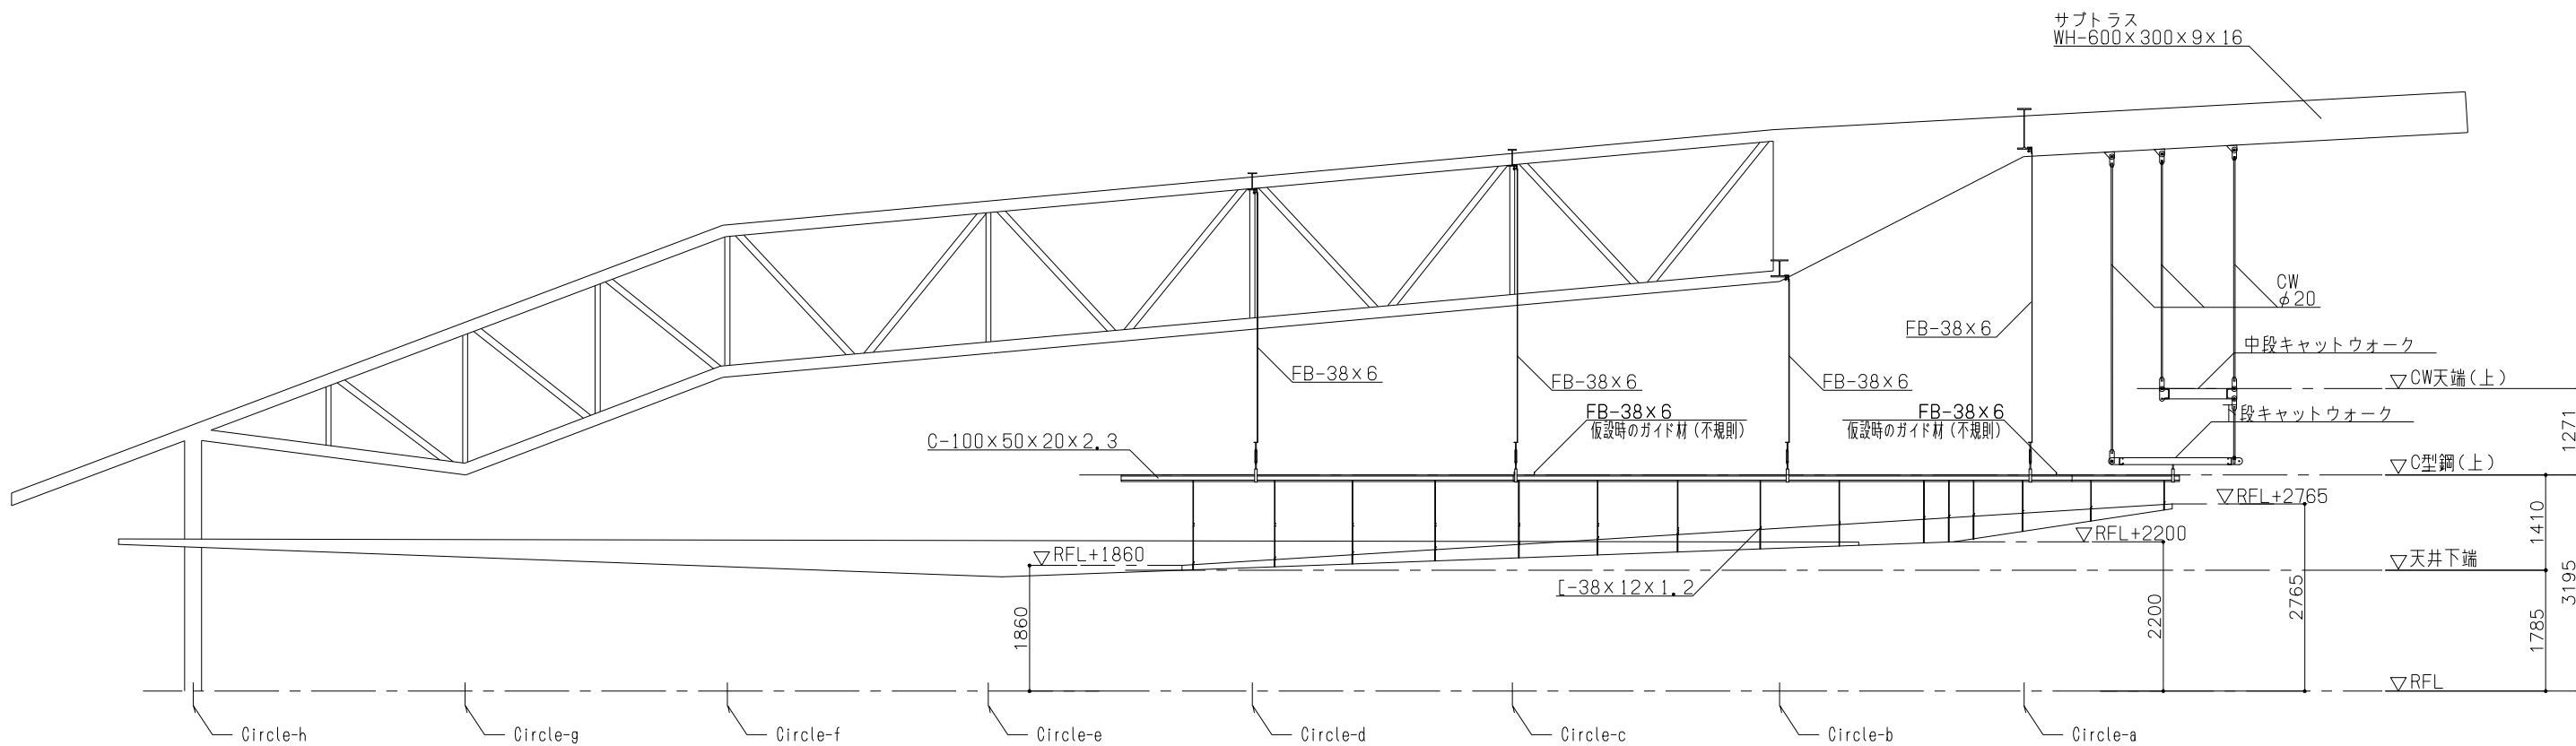 サブトラス
WH-600×300×9×16
CW
φ20
FB-38×6
中段キャットウォーク
FB-38×6
FB-38×6
FB-38×6
▽CW天端(上)
FB-38×6
仮設時のガイド材(不規則)
FB-38×6
仮設時のガイド材(不規則)
下段キャットウォーク
1271
C-100×50×20×2.3
▽C型鋼(上)
▽RFL+2765
1410
▽RFL+2200
▽RFL+1860
▽天井下端
[-38×12×1.2
3195
2765
2200
1860
1785
▽RFL
Circle-h
Circle-g
Circle-f
Circle-e
Circle-d
Circle-c
Circle-b
Circle-a